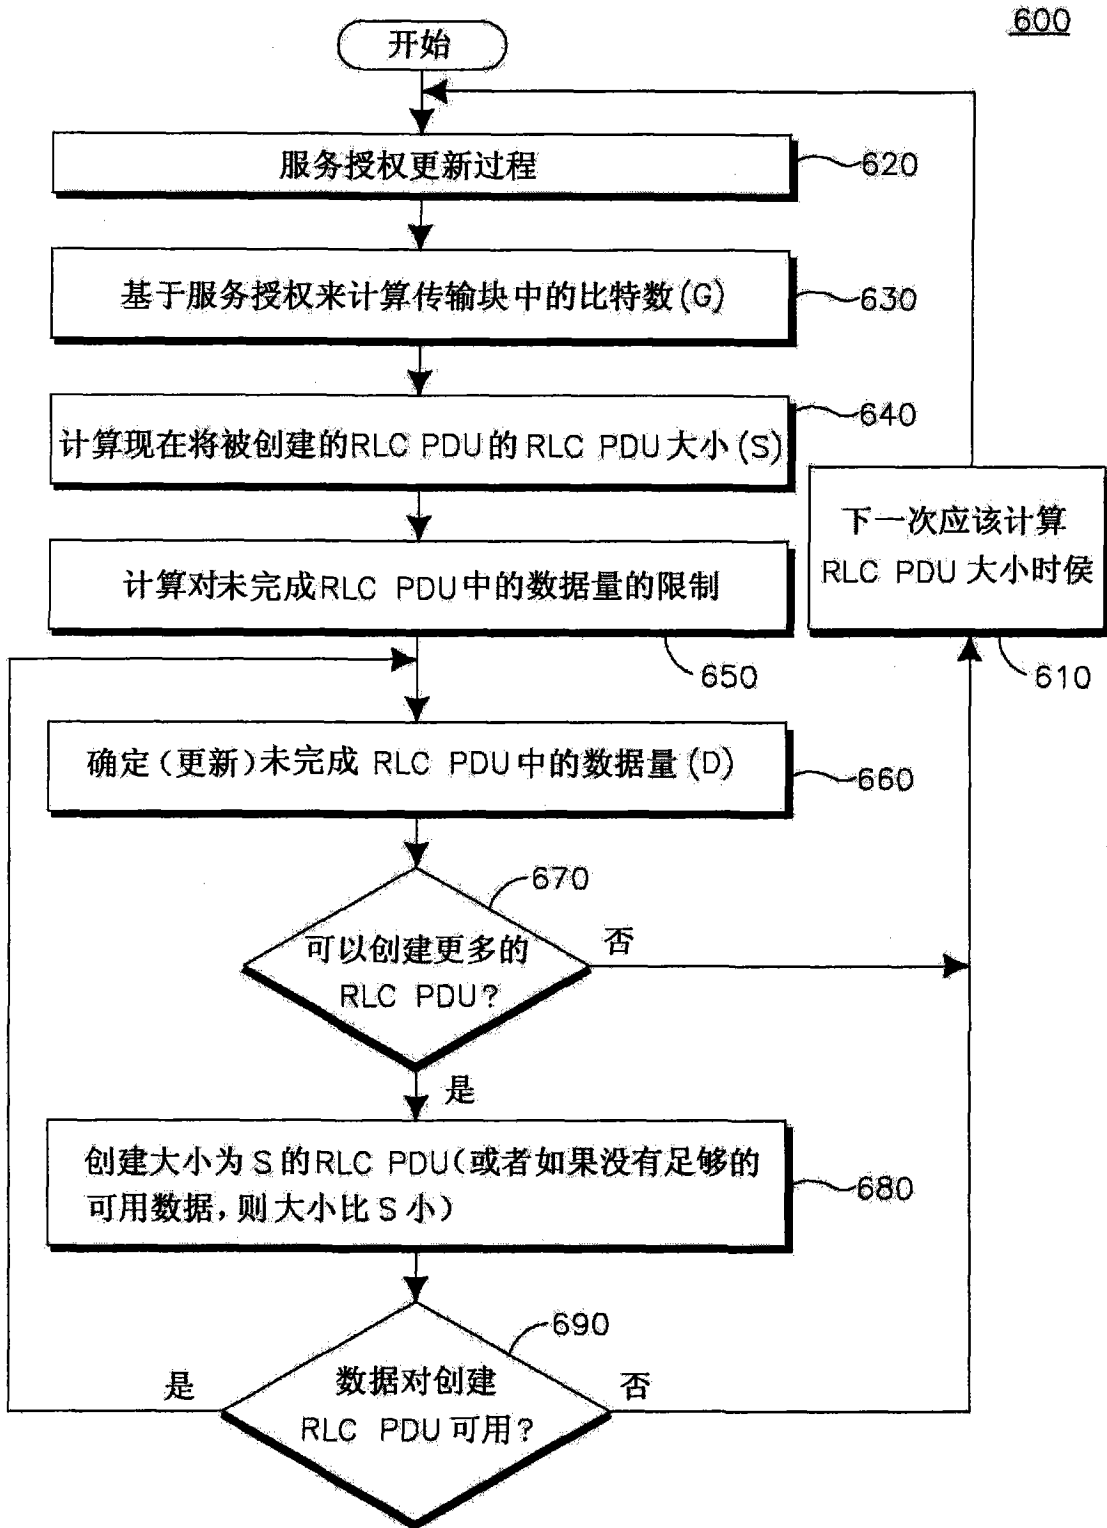 600
开始
服务授权更新过程
620
基于服务授权来计算传输块中的比特数(G)
630
计算现在将被创建的RLC PDU的RLC PDU大小(S)
640
下一次应该计算
RLC PDU 大小时侯
610
计算对未完成RLC PDU中的数据量的限制
650
确定(更新)未完成 RLC PDU中的数据量(D)
660
670
可以创建更多的
RLC PDU?
否
是
创建大小为S的RLC PDU(或者如果没有足够的
可用数据,则大小比S小)
680
690
数据对创建
RLC PDU可用?
是
否